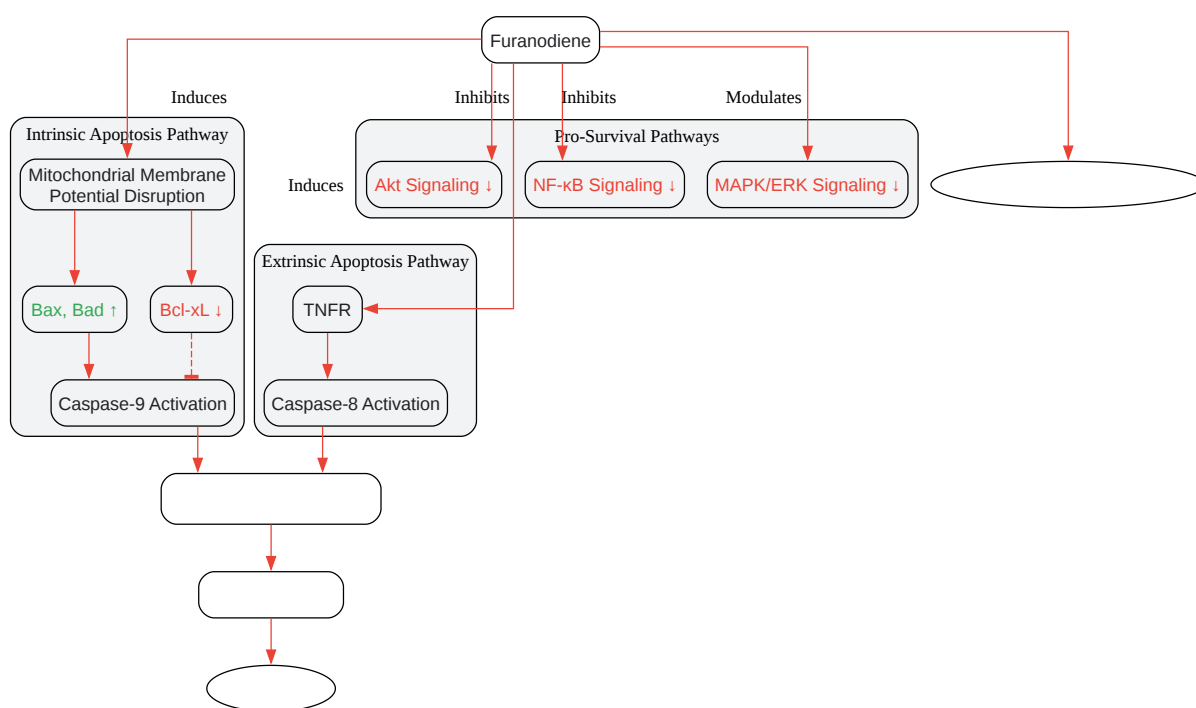 Furanodiene
Induces
Inhibits
Inhibits
Modulates
Intrinsic Apoptosis Pathway
Pro-Survival Pathways
Mitochondrial Membrane
Potential Disruption
Induces
Akt Signaling ↓
NF-κB Signaling ↓
MAPK/ERK Signaling ↓
Extrinsic Apoptosis Pathway
Bax, Bad ↑
Bcl-xL ↓
TNFR
Caspase-9 Activation
Caspase-8 Activation